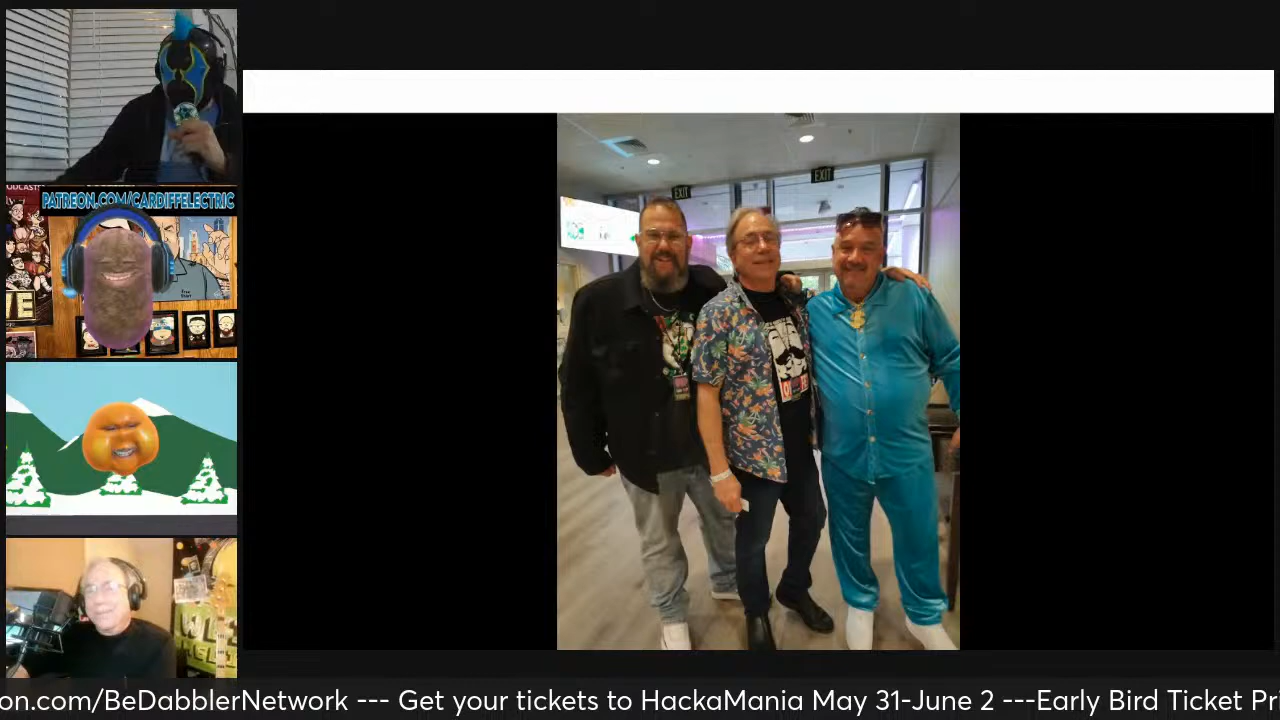 PATREON.COM/CARDIFFELECTRIC
EXIT
EXIT
on.com/BeDabblerNetwork --- Get your tickets to HackaMania May 31-June 2 ---Early Bird Ticket Pr